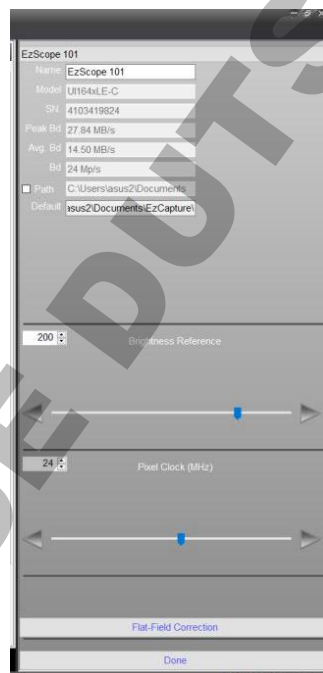 EzScope 101
Name EzScope 101
Model UI164xLE-C
SN. 4103419824
Peak Bd 27.84 MB/s
Avg. Bd 14.50 MB/s
Bd 24 Mp/s
Path C:\Users\asus2\Documents
Default asus2\Documents\EzCapture\
200 Brightness Reference
24 Pixel Clock (MHz)
Flat-Field Correction
Done